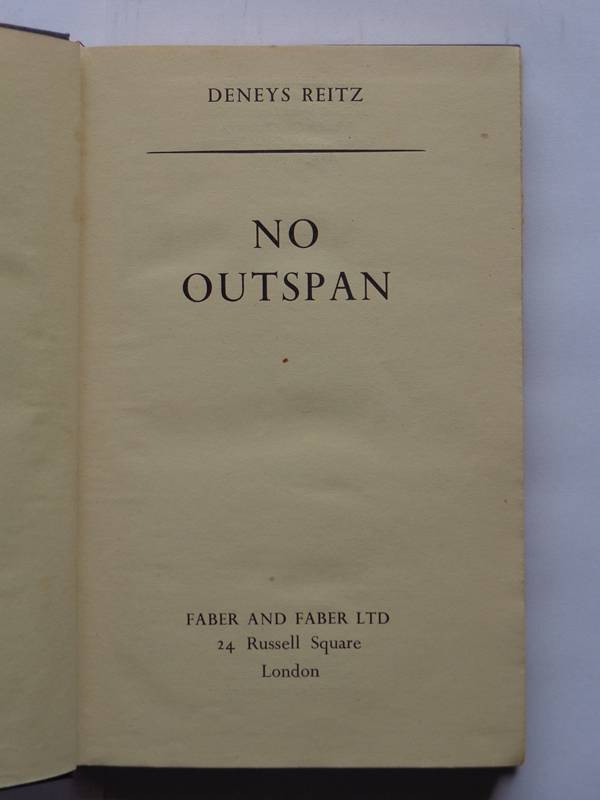 DENEYS REITZ
NO
OUTSPAN
FABER AND FABER LTD
24 Russell Square
London